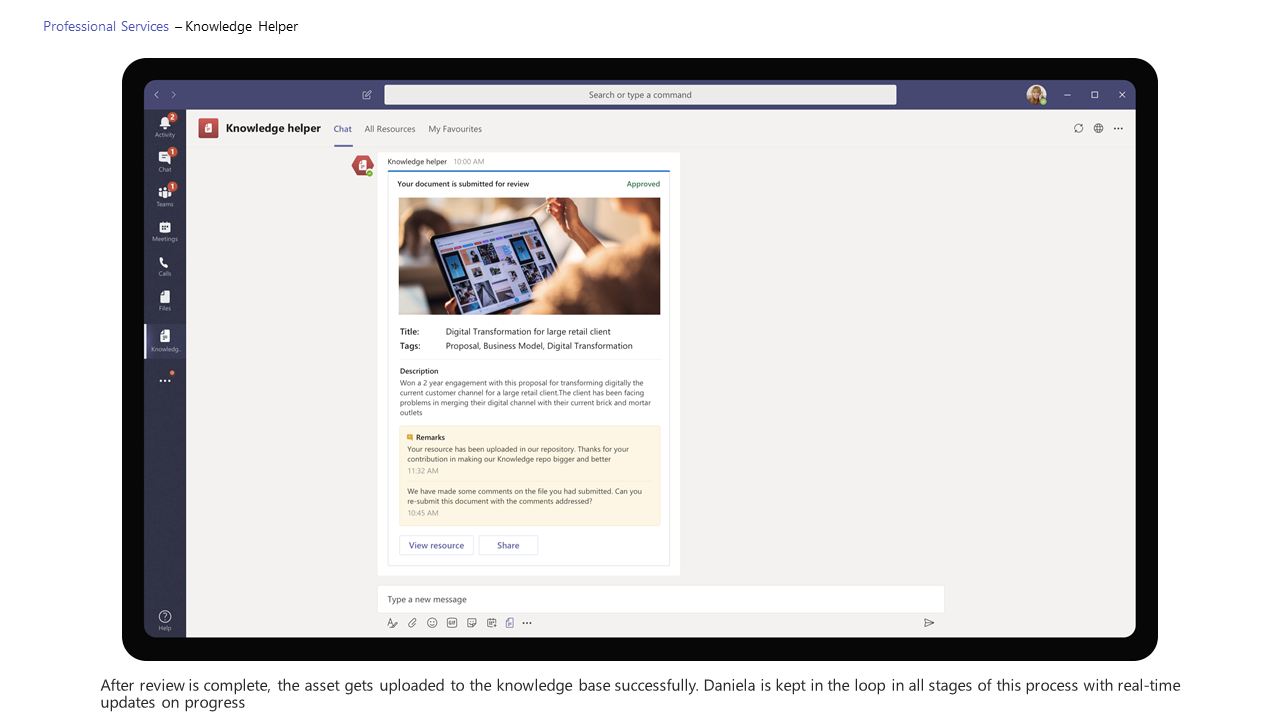 Professional Services – Knowledge Helper
Search or type a command
Knowledge helper Chat All Resources My Favourites
2
Activity
1
Chat
1
Teams
Meetings
Calls
Files
Knowledg..
Help
Knowledge helper 10:00 AM
Your document is submitted for review Approved
Title: Digital Transformation for large retail client
Tags: Proposal, Business Model, Digital Transformation
Description
Won a 2 year engagement with this proposal for transforming digitally the
current customer channel for a large retail client.The client has been facing
problems in merging their digital channel with their current brick and mortar
outlets
Remarks
Your resource has been uploaded in our repository. Thanks for your
contribution in making our Knowledge repo bigger and better
11:32 AM
We have made some comments on the file you had submitted. Can you
re-submit this document with the comments addressed?
10:45 AM
View resource Share
Type a new message
GIF
After review is complete, the asset gets uploaded to the knowledge base successfully. Daniela is kept in the loop in all stages of this process with real-time
updates on progress